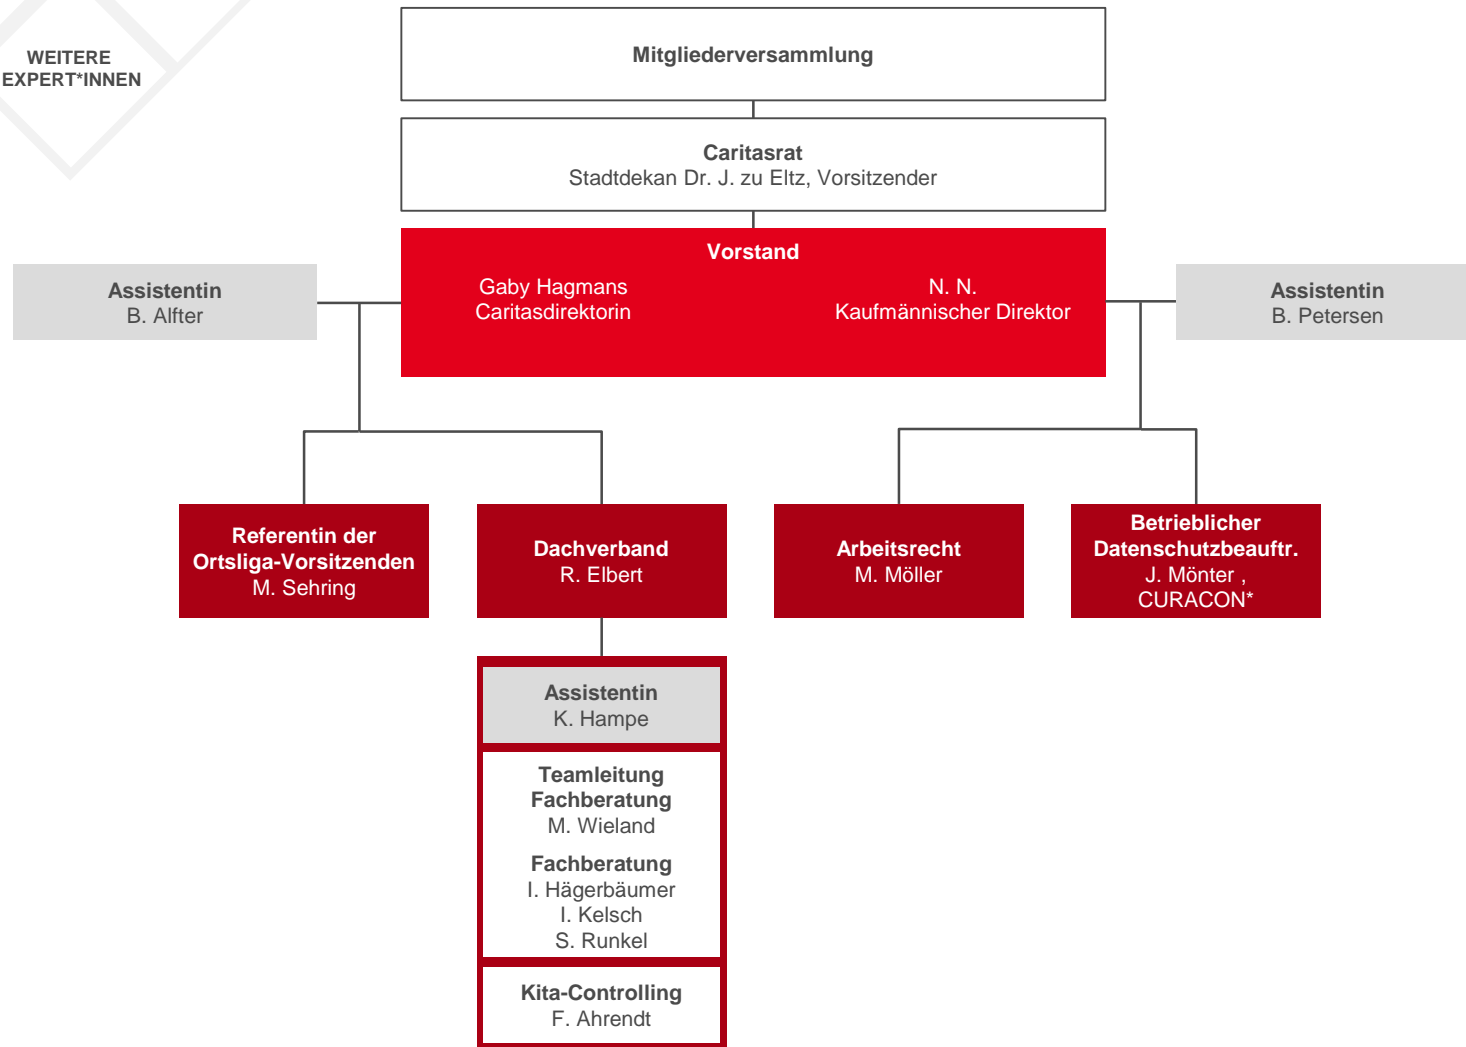 WEITERE
EXPERT*INNEN
Mitgliederversammlung
Caritasrat
Stadtdekan Dr. J. zu Eltz, Vorsitzender
Vorstand
Gaby Hagmans
Caritasdirektorin
N. N.
Kaufmännischer Direktor
Assistentin
B. Alfter
Assistentin
B. Petersen
Referentin der
Ortsliga-Vorsitzenden
M. Sehring
Dachverband
R. Elbert
Arbeitsrecht
M. Möller
Betrieblicher
Datenschutzbeauftr.
J. Mönter ,
CURACON*
Assistentin
K. Hampe
Teamleitung
Fachberatung
M. Wieland
Fachberatung
I. Hägerbäumer
I. Kelsch
S. Runkel
Kita-Controlling
F. Ahrendt